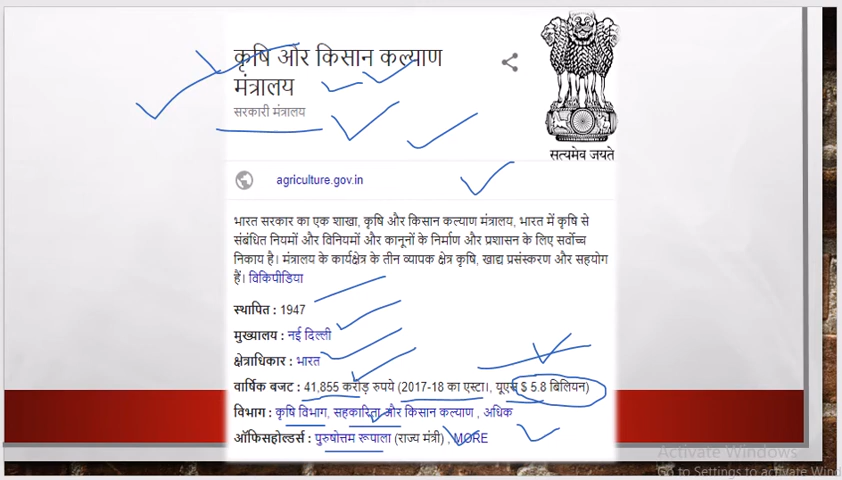 कृषि और किसान कल्याण
मंत्रालय
सरकारी मंत्रालय
सत्यमेव जयते
agriculture.gov.in
भारत सरकार का एक शाखा, कृषि और किसान कल्याण मंत्रालय, भारत में कृषि से
संबंधित नियमों और विनियमों और कानूनों के निर्माण और प्रशासन के लिए सर्वोच्च
निकाय है। मंत्रालय के कार्यक्षेत्र के तीन व्यापक क्षेत्र कृषि, खाद्य प्रसंस्करण और सहयोग
हैं। विकिपीडिया
स्थापित : 1947
मुख्यालय : नई दिल्ली
क्षेत्राधिकार : भारत
वार्षिक बजट : 41,855 करोड़ रुपये (2017-18 का एस्टा।, यूएस $ 5.8 बिलियन)
विभाग : कृषि विभाग, सहकारिता और किसान कल्याण , अधिक
ऑफिसहोल्डर्स : पुरुषोत्तम रूपाला (राज्य मंत्री) , MORE
Activate Windows
Go to Settings to activate Wind